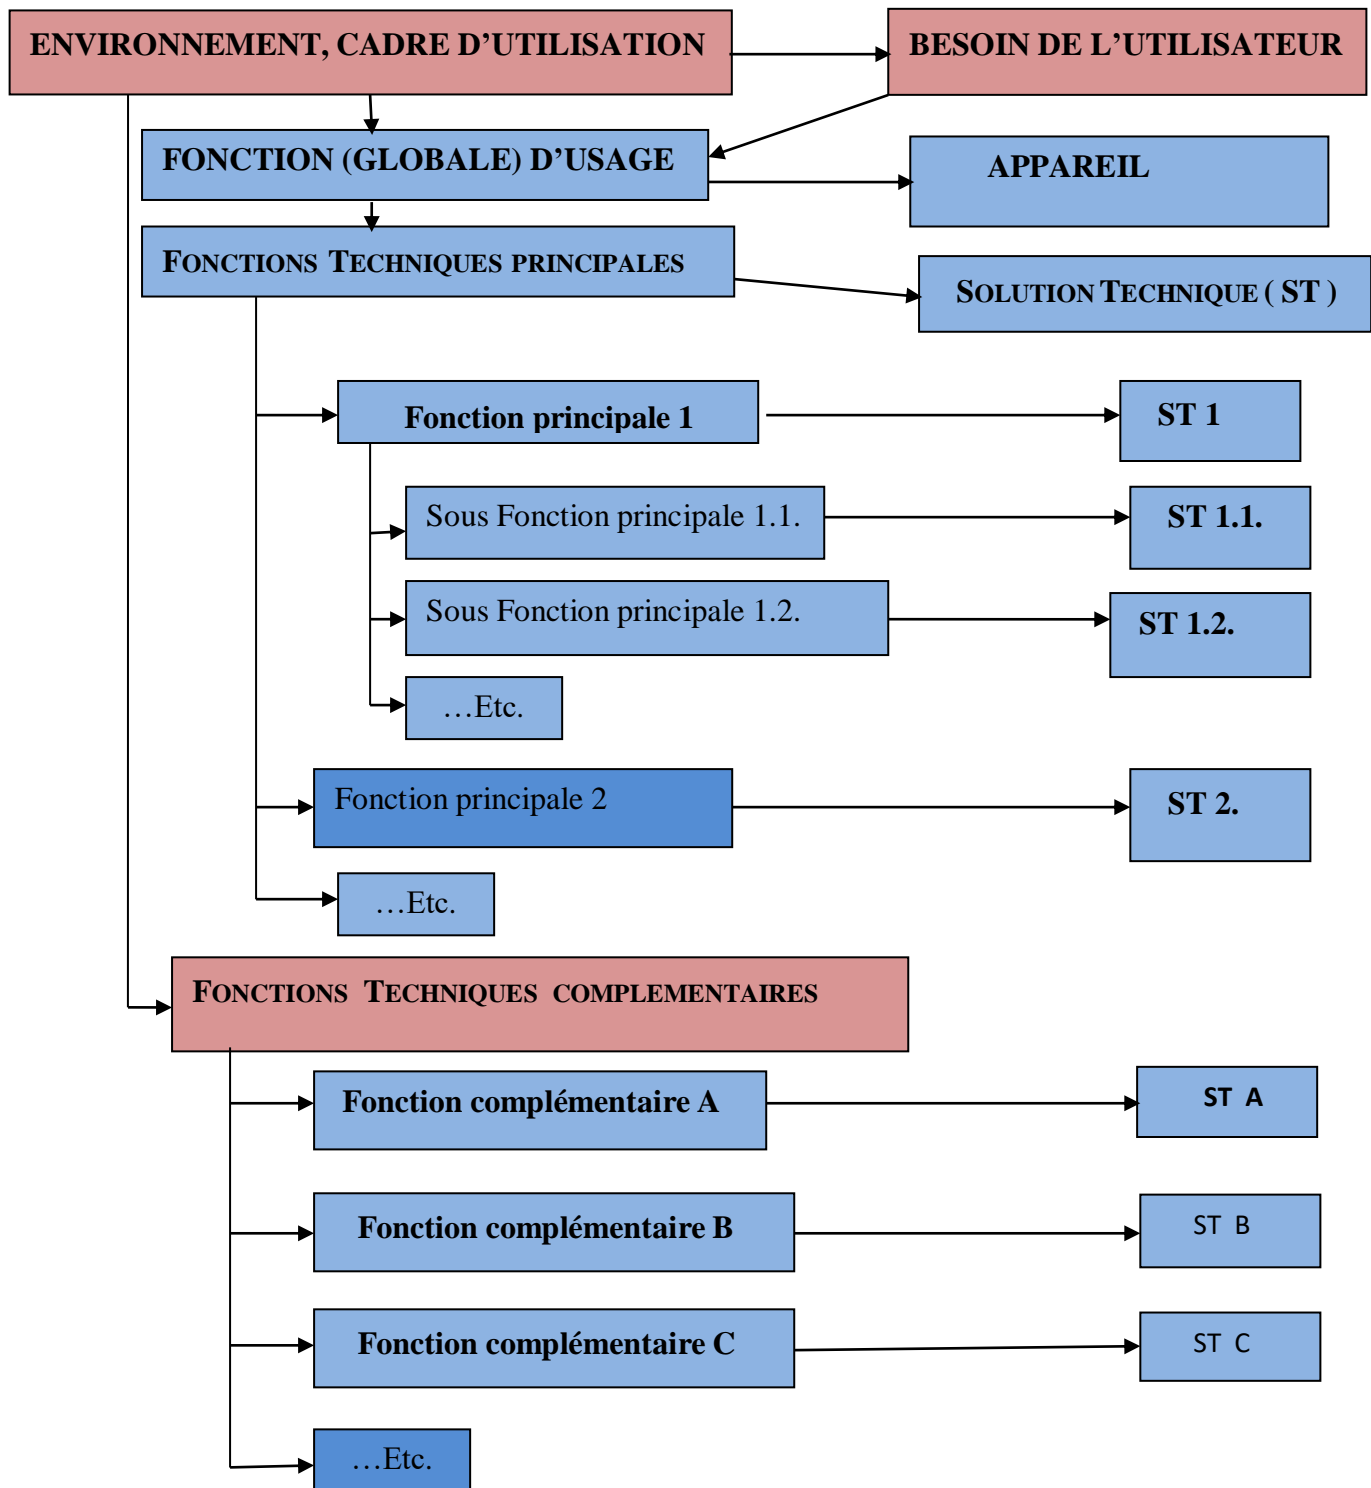 ENVIRONNEMENT, CADRE D'UTILISATION
BESOIN DE L'UTILISATEUR
FONCTION (GLOBALE) D'USAGE
APPAREIL
FONCTIONS TECHNIQUES PRINCIPALES
SOLUTION TECHNIQUE ( ST )
Fonction principale 1
ST 1
Sous Fonction principale 1.1.
ST 1.1.
Sous Fonction principale 1.2.
ST 1.2.
…Etc.
Fonction principale 2
ST 2.
…Etc.
FONCTIONS TECHNIQUES COMPLEMENTAIRES
Fonction complémentaire A
ST A
Fonction complémentaire B
ST B
Fonction complémentaire C
ST C
…Etc.